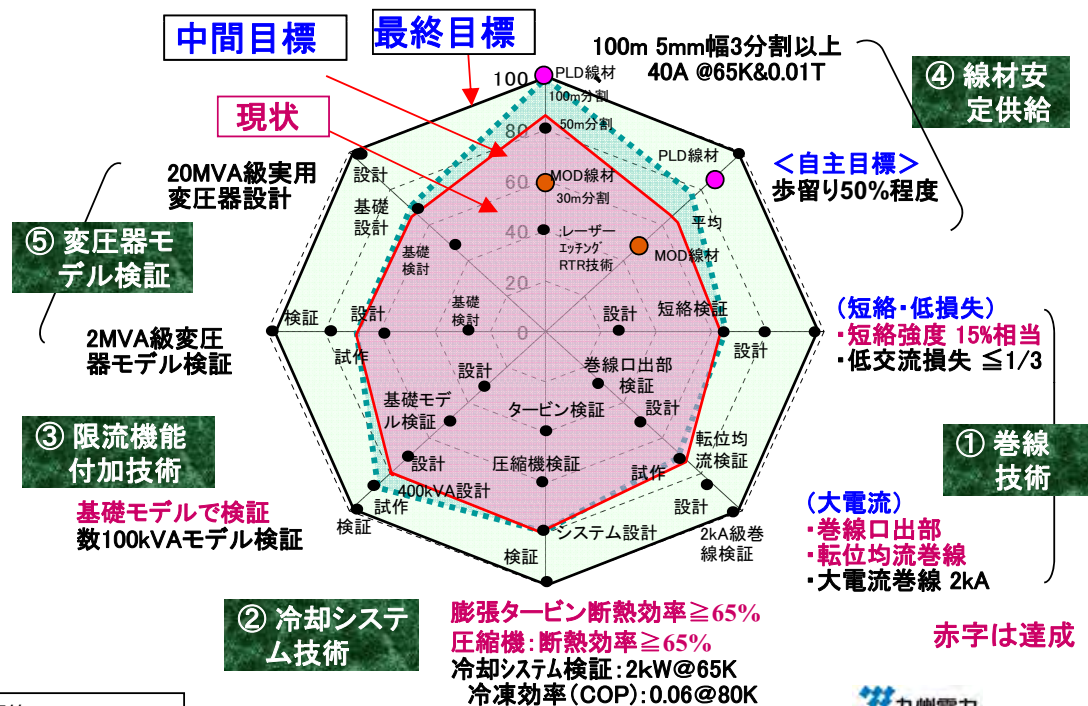 中間目標
最終目標
現状
100m 5mm幅3分割以上
40A @65K&0.01T
④ 線材安
定供給
<自主目標>
歩留り50%程度
100
80
60
40
20
0
PLD線材
100m分割
50m分割
MOD線材
30m分割
:レーザー
エッチング
RTR技術
PLD線材
平均
MOD線材
20MVA級実用
変圧器設計
⑤ 変圧器モ
デル検証
2MVA級変圧
器モデル検証
設計
基礎
設計
基礎
検討
検証
設計
試作
基礎
検討
設計
短絡検証
設計
(短絡・低損失)
・短絡強度 15%相当
・低交流損失 ≦1/3
① 巻線
技術
(大電流)
・巻線口出部
・転位均流巻線
・大電流巻線 2kA
巻線口出部
検証
設計
転位均
流検証
試作
設計
2kA級巻
線検証
設計
基礎モデ
ル検証
設計
400kVA設計
試作
検証
タービン検証
圧縮機検証
システム設計
検証
③ 限流機能
付加技術
基礎モデルで検証
数100kVAモデル検証
② 冷却システ
ム技術
膨張タービン断熱効率≧65%
圧縮機:断熱効率≧65%
冷却システム検証:2kW@65K
冷凍効率(COP):0.06@80K
赤字は達成
九州電力